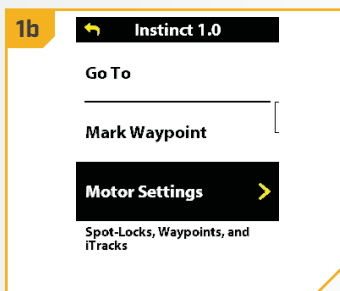 1b
Instinct 1.0
Go To
Mark Waypoint
Motor Settings
Spot-Locks, Waypoints, and
iTracks